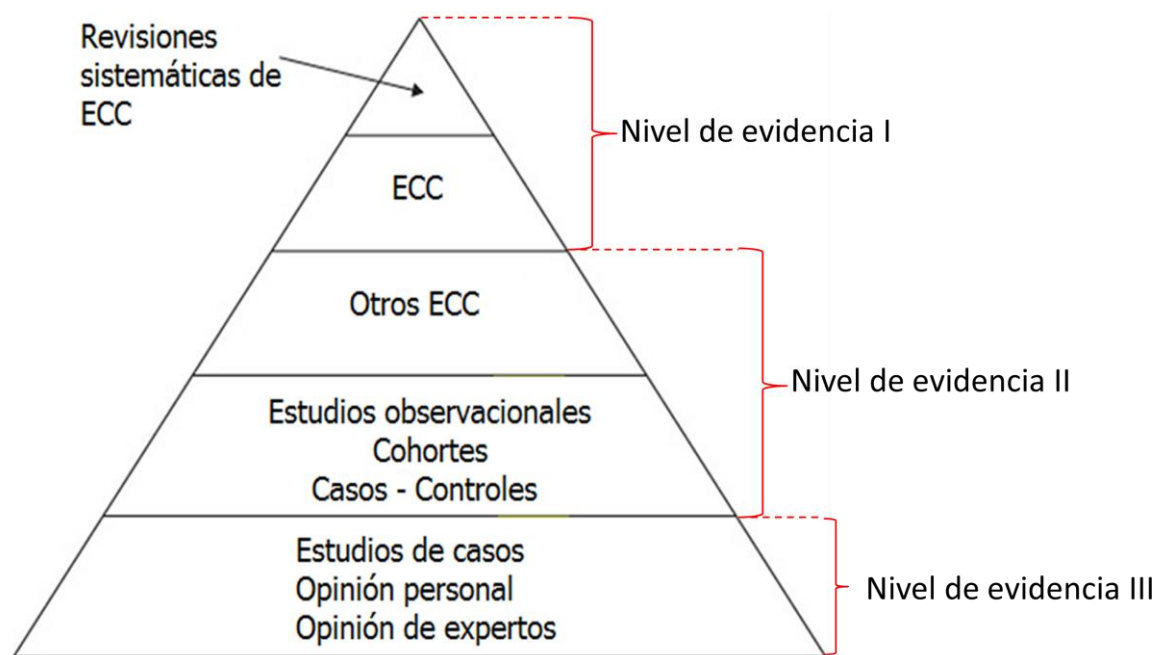 Revisiones
sistemáticas de
ECC
Nivel de evidencia I
ECC
Otros ECC
Nivel de evidencia II
Estudios observacionales
Cohortes
Casos - Controles
Estudios de casos
Opinión personal
Opinión de expertos
Nivel de evidencia III